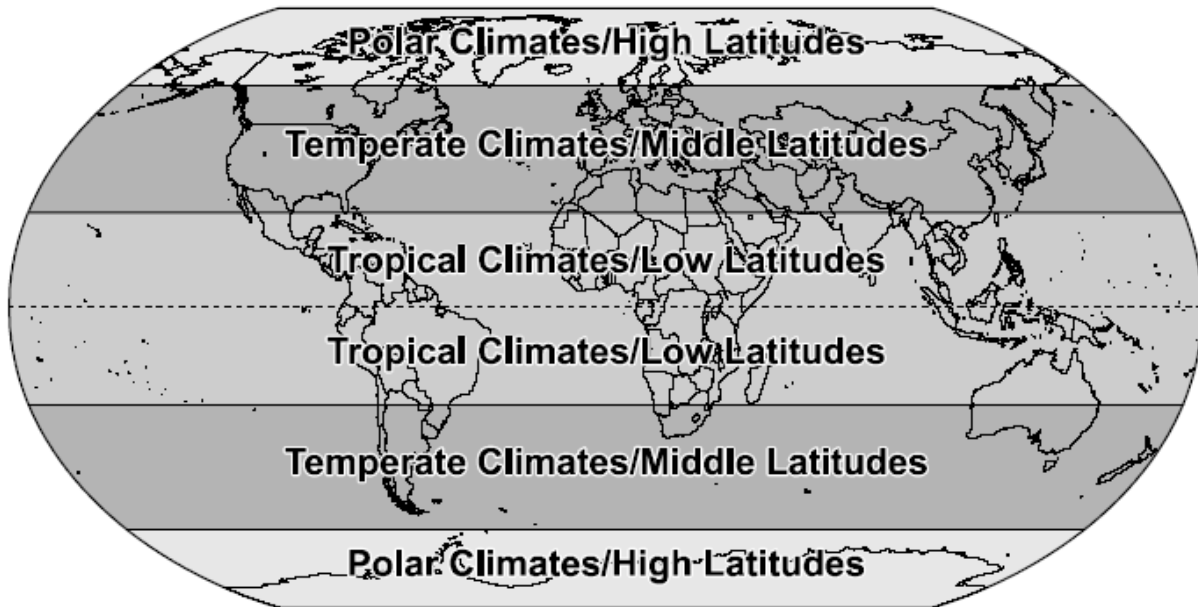 Polar Climates/High Latitudes
Temperate Climates/Middle Latitudes
Tropical Climates/Low Latitudes
Tropical Climates/Low Latitudes
Temperate Climates/Middle Latitudes
Polar Climates/High Latitudes